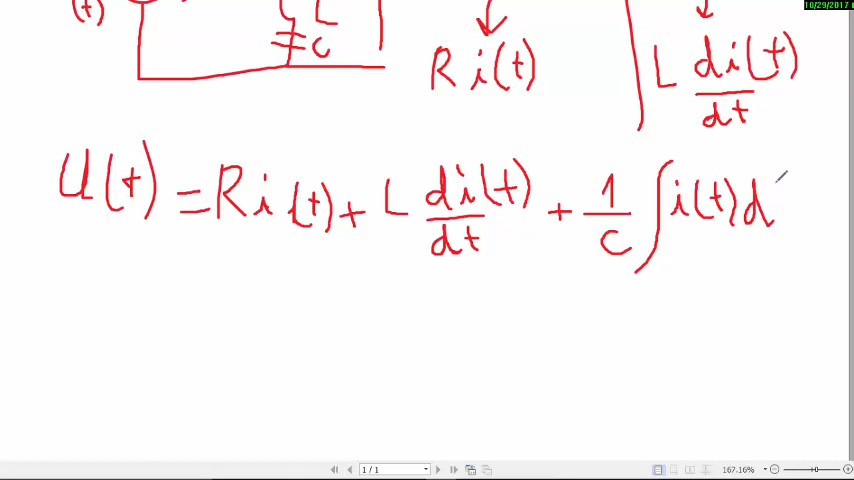 10/29/2017
(t)
L
C
R i(t)
L di(t)/dt
U(t) = R i (t) + L di(t)/dt + 1/C ∫ i(t) d
1 / 1
167.16%